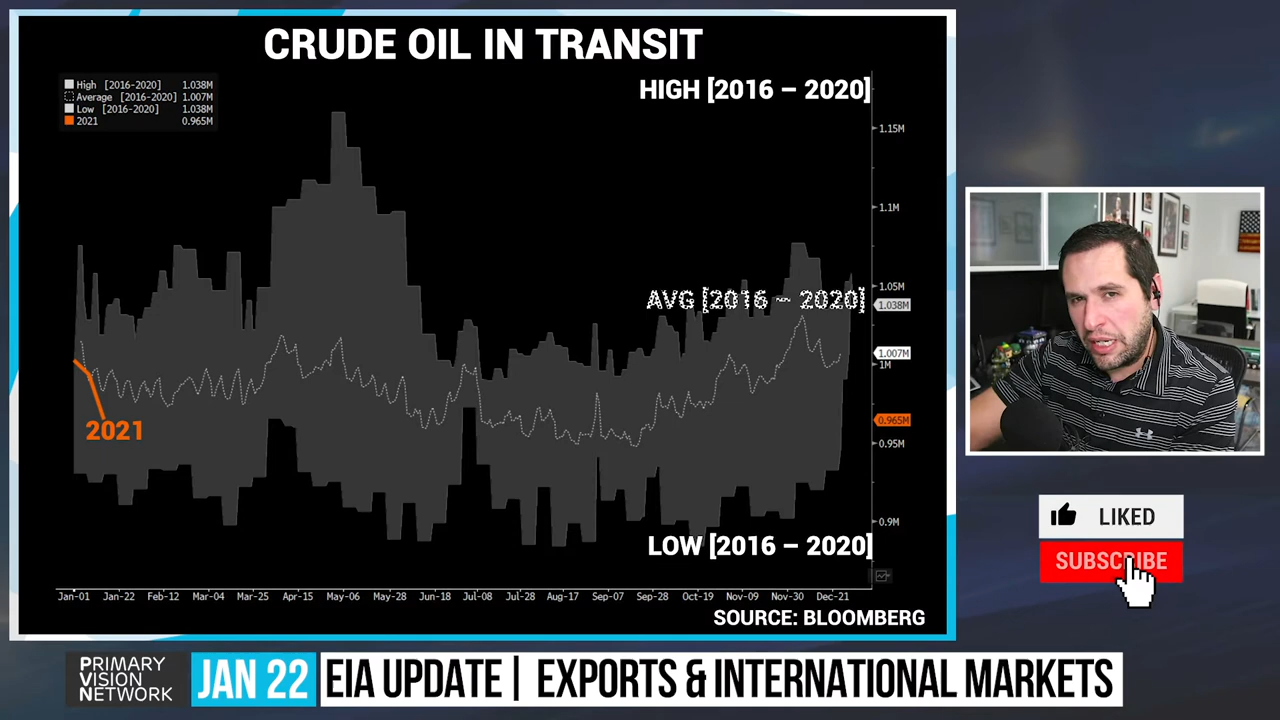 CRUDE OIL IN TRANSIT
High [2016-2020] 1.038M
Average [2016-2020] 1.007M
Low [2016-2020] 1.038M
2021 0.965M
HIGH [2016 – 2020]
1.15M
1.1M
1.05M
AVG [2016 – 2020]
1.038M
1.007M
1M
0.965M
2021
0.95M
0.9M
LOW [2016 – 2020]
Jan-01 Jan-22 Feb-12 Mar-04 Mar-25 Apr-15 May-06 May-28 Jun-18 Jul-08 Jul-28 Aug-17 Sep-07 Sep-28 Oct-19 Nov-09 Nov-30 Dec-21
SOURCE: BLOOMBERG
LIKED
SUBSCRIBE
PRIMARY
VISION
NETWORK
JAN 22 EIA UPDATE | EXPORTS & INTERNATIONAL MARKETS